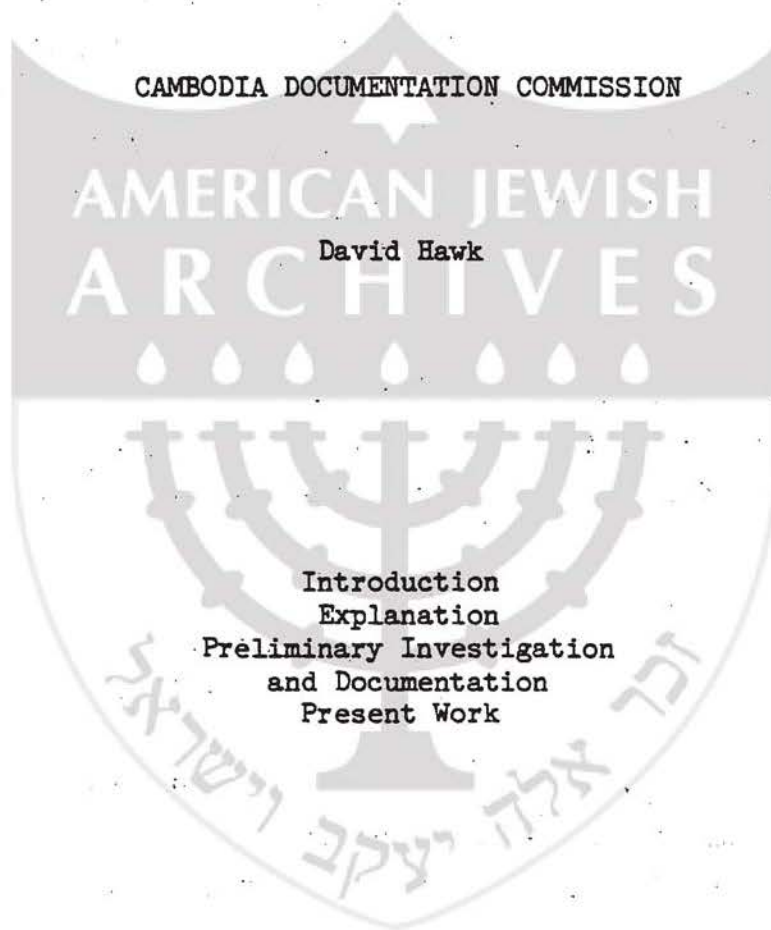 CAMBODIA DOCUMENTATION COMMISSION
AMERICAN JEWISH
ARCHIVES
David Hawk
Introduction
Explanation
Preliminary Investigation
and Documentation
Present Work
זכר אלה יעקב וישראל